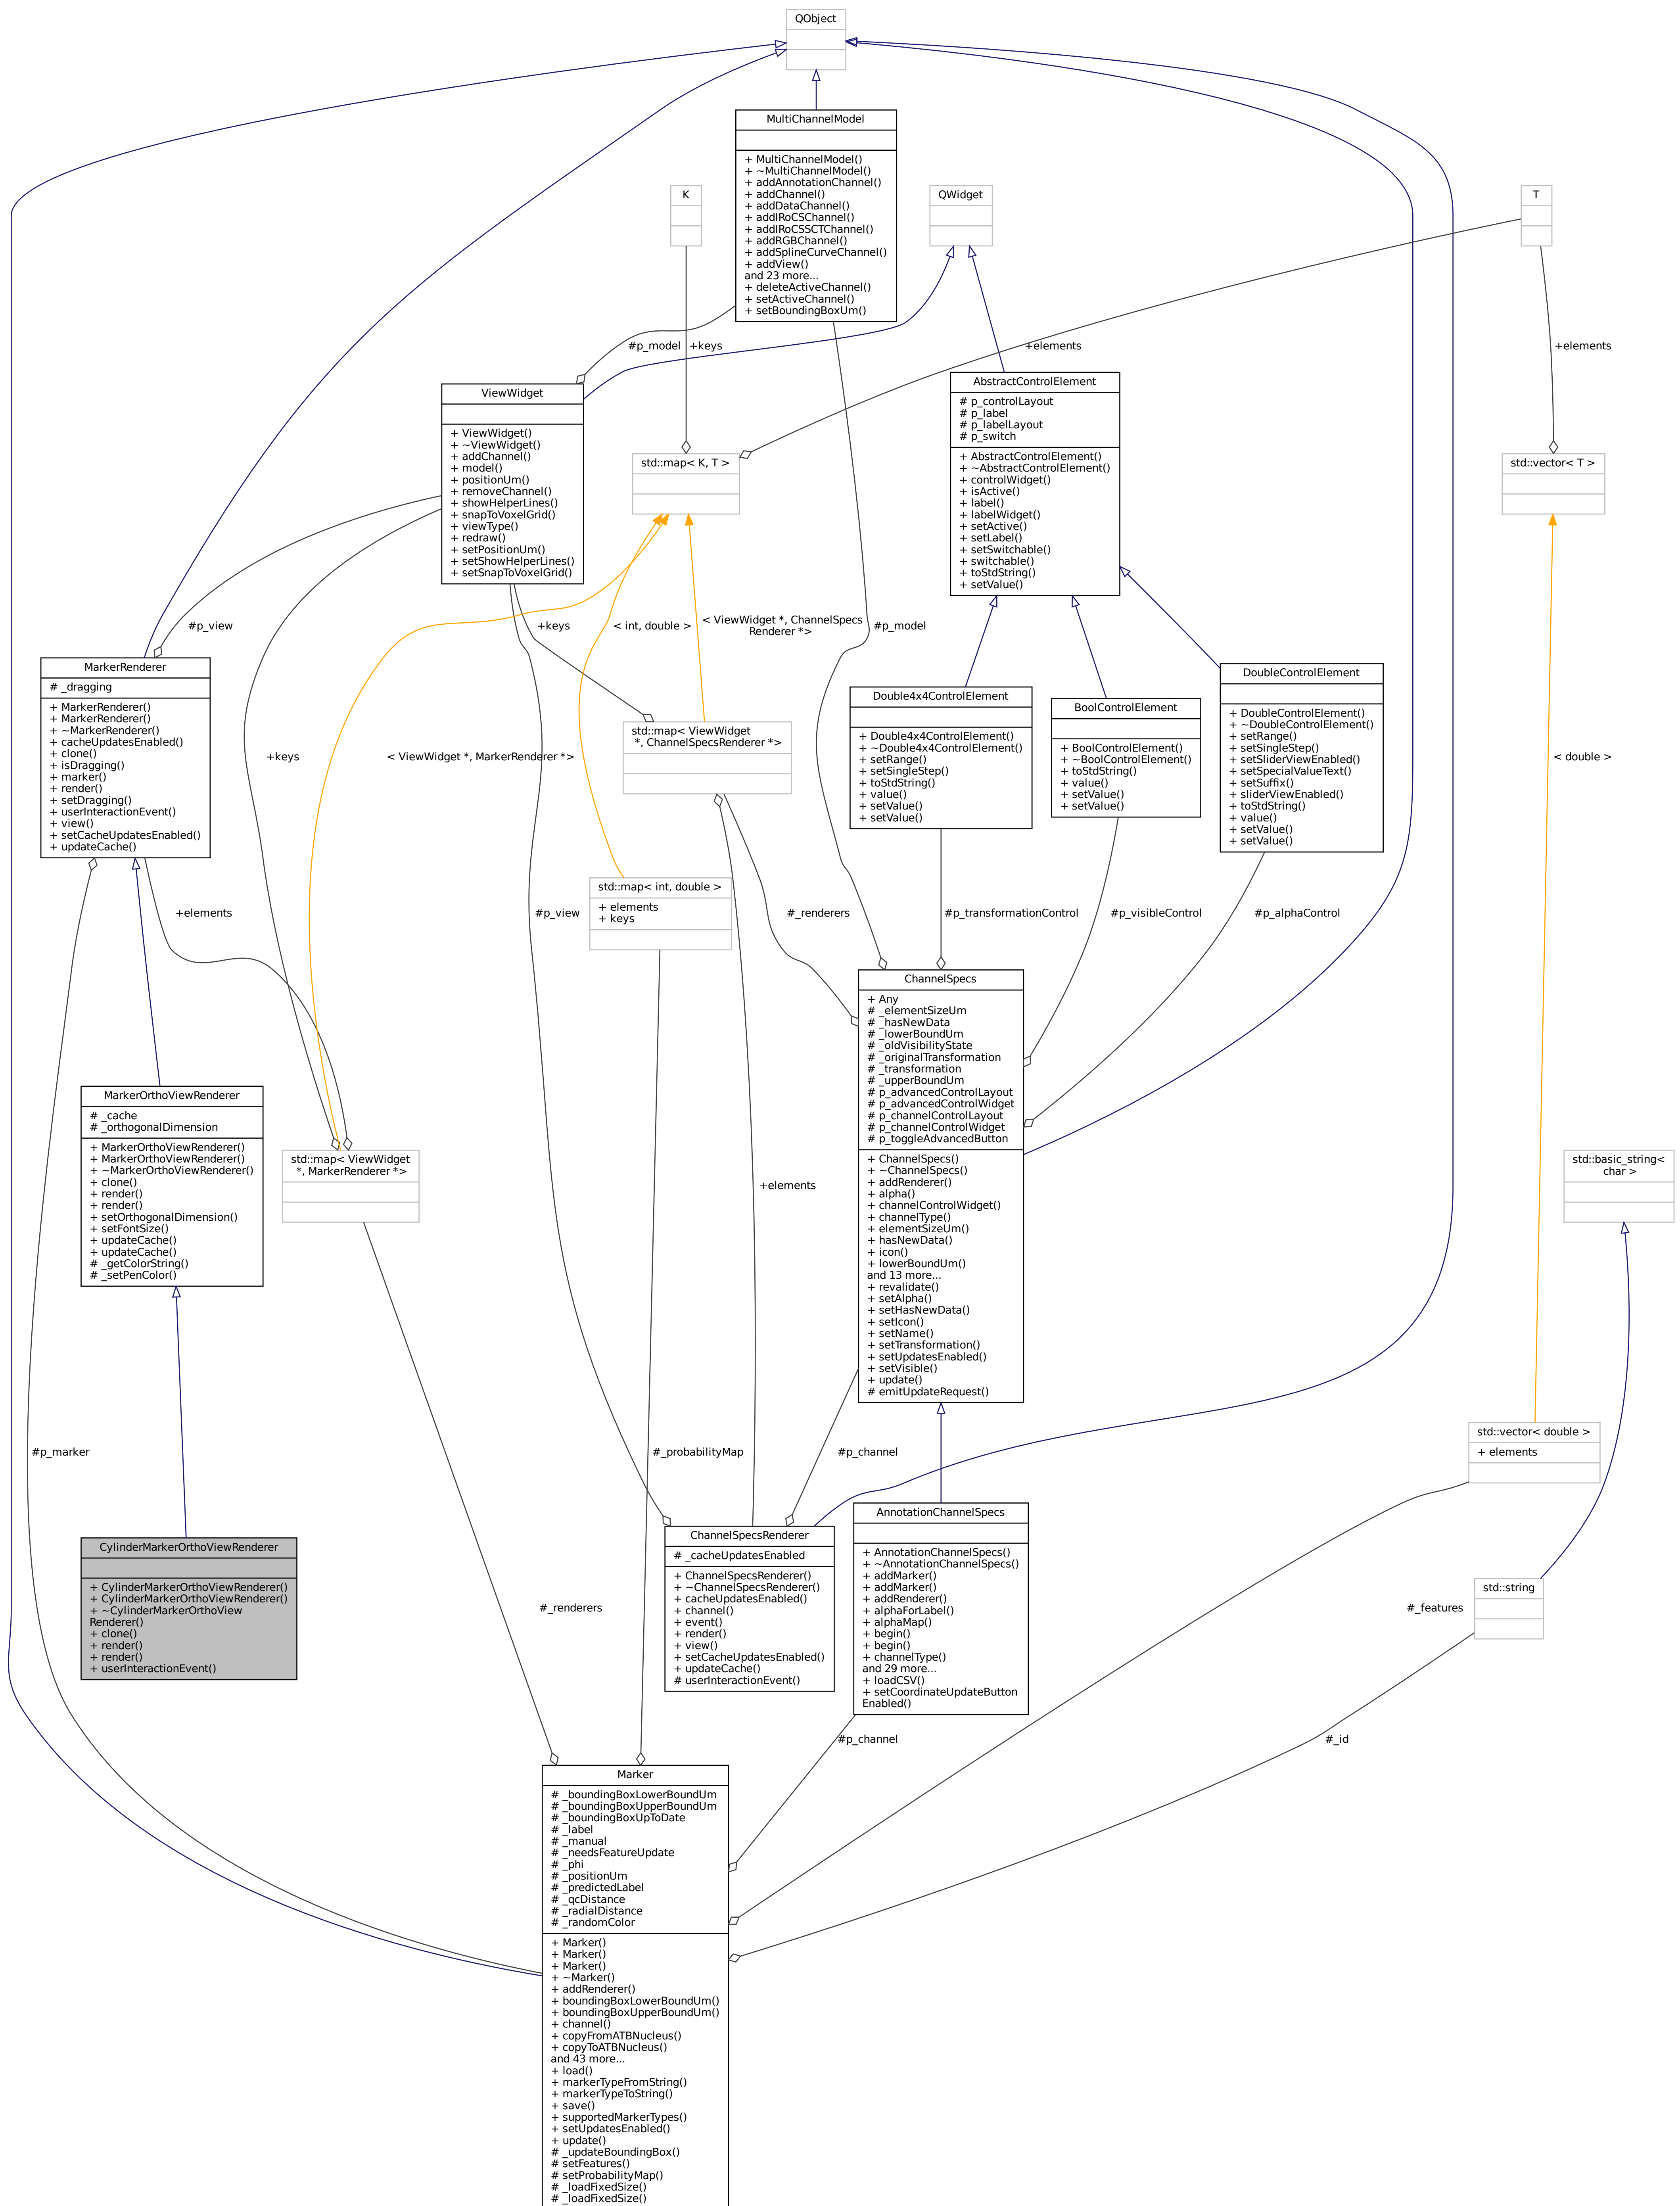 QObject
MultiChannelModel
+ MultiChannelModel()
+ ~MultiChannelModel()
+ addAnnotationChannel()
+ addChannel()
+ addDataChannel()
+ addIRoCSChannel()
+ addIRoCSSCTChannel()
+ addRGBChannel()
+ addSplineCurveChannel()
+ addView()
and 23 more...
+ deleteActiveChannel()
+ setActiveChannel()
+ setBoundingBoxUm()
K
QWidget
T
#p_model
+keys
+elements
+elements
ViewWidget
+ ViewWidget()
+ ~ViewWidget()
+ addChannel()
+ model()
+ positionUm()
+ removeChannel()
+ showHelperLines()
+ snapToVoxelGrid()
+ viewType()
+ redraw()
+ setPositionUm()
+ setShowHelperLines()
+ setSnapToVoxelGrid()
std::map< K, T >
AbstractControlElement
# p_controlLayout
# p_label
# p_labelLayout
# p_switch
+ AbstractControlElement()
+ ~AbstractControlElement()
+ controlWidget()
+ isActive()
+ label()
+ labelWidget()
+ setActive()
+ setLabel()
+ setSwitchable()
+ switchable()
+ toStdString()
+ setValue()
std::vector< T >
#p_view
+keys
< int, double >
< ViewWidget *, ChannelSpecs
Renderer *>
#p_model
MarkerRenderer
# _dragging
+ MarkerRenderer()
+ MarkerRenderer()
+ ~MarkerRenderer()
+ cacheUpdatesEnabled()
+ clone()
+ isDragging()
+ marker()
+ render()
+ setDragging()
+ userInteractionEvent()
+ view()
+ setCacheUpdatesEnabled()
+ updateCache()
+keys
< ViewWidget *, MarkerRenderer *>
std::map< ViewWidget
*, ChannelSpecsRenderer *>
Double4x4ControlElement
+ Double4x4ControlElement()
+ ~Double4x4ControlElement()
+ setRange()
+ setSingleStep()
+ toStdString()
+ value()
+ setValue()
+ setValue()
BoolControlElement
+ BoolControlElement()
+ ~BoolControlElement()
+ toStdString()
+ value()
+ setValue()
+ setValue()
DoubleControlElement
+ DoubleControlElement()
+ ~DoubleControlElement()
+ setRange()
+ setSingleStep()
+ setSliderViewEnabled()
+ setSpecialValueText()
+ setSuffix()
+ sliderViewEnabled()
+ toStdString()
+ value()
+ setValue()
+ setValue()
< double >
+elements
#p_view
std::map< int, double >
+ elements
+ keys
#_renderers
#p_transformationControl
#p_visibleControl
#p_alphaControl
ChannelSpecs
+ Any
# _elementSizeUm
# _hasNewData
# _lowerBoundUm
# _oldVisibilityState
# _originalTransformation
# _transformation
# _upperBoundUm
# p_advancedControlLayout
# p_advancedControlWidget
# p_channelControlLayout
# p_channelControlWidget
# p_toggleAdvancedButton
+ ChannelSpecs()
+ ~ChannelSpecs()
+ addRenderer()
+ alpha()
+ channelControlWidget()
+ channelType()
+ elementSizeUm()
+ hasNewData()
+ icon()
+ lowerBoundUm()
and 13 more...
+ revalidate()
+ setAlpha()
+ setHasNewData()
+ setIcon()
+ setName()
+ setTransformation()
+ setUpdatesEnabled()
+ setVisible()
+ update()
# emitUpdateRequest()
MarkerOrthoViewRenderer
# _cache
# _orthogonalDimension
+ MarkerOrthoViewRenderer()
+ MarkerOrthoViewRenderer()
+ ~MarkerOrthoViewRenderer()
+ clone()
+ render()
+ render()
+ setOrthogonalDimension()
+ setFontSize()
+ updateCache()
+ updateCache()
# _getColorString()
# _setPenColor()
std::map< ViewWidget
*, MarkerRenderer *>
+elements
std::basic_string<
char >
#p_marker
#_probabilityMap
#p_channel
std::vector< double >
+ elements
CylinderMarkerOrthoViewRenderer
+ CylinderMarkerOrthoViewRenderer()
+ CylinderMarkerOrthoViewRenderer()
+ ~CylinderMarkerOrthoView
Renderer()
+ clone()
+ render()
+ render()
+ userInteractionEvent()
#_renderers
ChannelSpecsRenderer
# _cacheUpdatesEnabled
+ ChannelSpecsRenderer()
+ ~ChannelSpecsRenderer()
+ cacheUpdatesEnabled()
+ channel()
+ event()
+ render()
+ view()
+ setCacheUpdatesEnabled()
+ updateCache()
# userInteractionEvent()
AnnotationChannelSpecs
+ AnnotationChannelSpecs()
+ ~AnnotationChannelSpecs()
+ addMarker()
+ addMarker()
+ addRenderer()
+ alphaForLabel()
+ alphaMap()
+ begin()
+ begin()
+ channelType()
and 29 more...
+ loadCSV()
+ setCoordinateUpdateButton
Enabled()
#_features
std::string
#p_channel
#_id
Marker
# _boundingBoxLowerBoundUm
# _boundingBoxUpperBoundUm
# _boundingBoxUpToDate
# _label
# _manual
# _needsFeatureUpdate
# _phi
# _positionUm
# _predictedLabel
# _qcDistance
# _radialDistance
# _randomColor
+ Marker()
+ Marker()
+ Marker()
+ ~Marker()
+ addRenderer()
+ boundingBoxLowerBoundUm()
+ boundingBoxUpperBoundUm()
+ channel()
+ copyFromATBNucleus()
+ copyToATBNucleus()
and 43 more...
+ load()
+ markerTypeFromString()
+ markerTypeToString()
+ save()
+ supportedMarkerTypes()
+ setUpdatesEnabled()
+ update()
# _updateBoundingBox()
# setFeatures()
# setProbabilityMap()
# _loadFixedSize()
# _loadFixedSize()